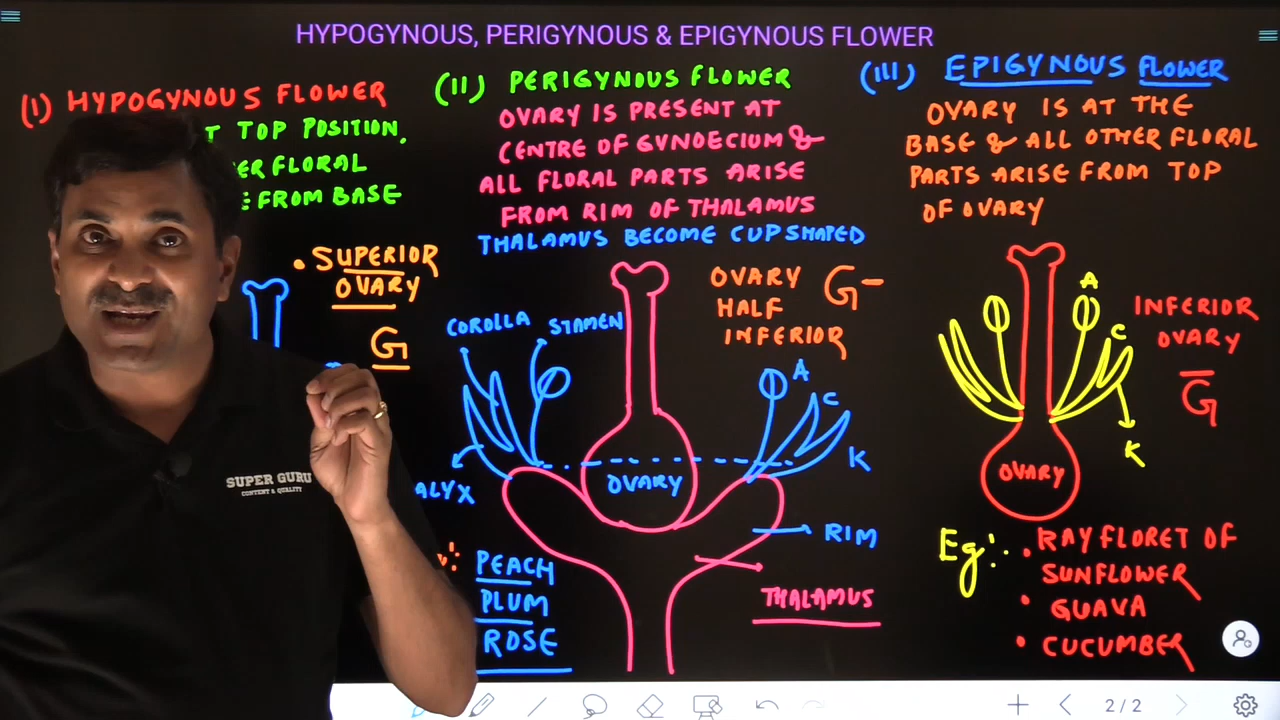 HYPOGYNOUS, PERIGYNOUS & EPIGYNOUS FLOWER
(I) HYPOGYNOUS FLOWER
T TOP POSITION.
ER FLORAL
E FROM BASE
• SUPERIOR
OVARY
G
(II) PERIGYNOUS FLOWER
OVARY IS PRESENT AT
CENTRE OF GYNOECIUM &
ALL FLORAL PARTS ARISE
FROM RIM OF THALAMUS
THALAMUS BECOME CUP SHAPED
OVARY G-
HALF
INFERIOR
COROLLA STAMEN
A
C
K
ALYX
OVARY
RIM
THALAMUS
PEACH
PLUM
ROSE
(III) EPIGYNOUS FLOWER
OVARY IS AT THE
BASE & ALL OTHER FLORAL
PARTS ARISE FROM TOP
OF OVARY
A
C
K
INFERIOR
OVARY
G
OVARY
Eg:
• RAY FLORET OF
SUNFLOWER
• GUAVA
• CUCUMBER
SUPER GURU
CONTENT & QUALITY
2/2